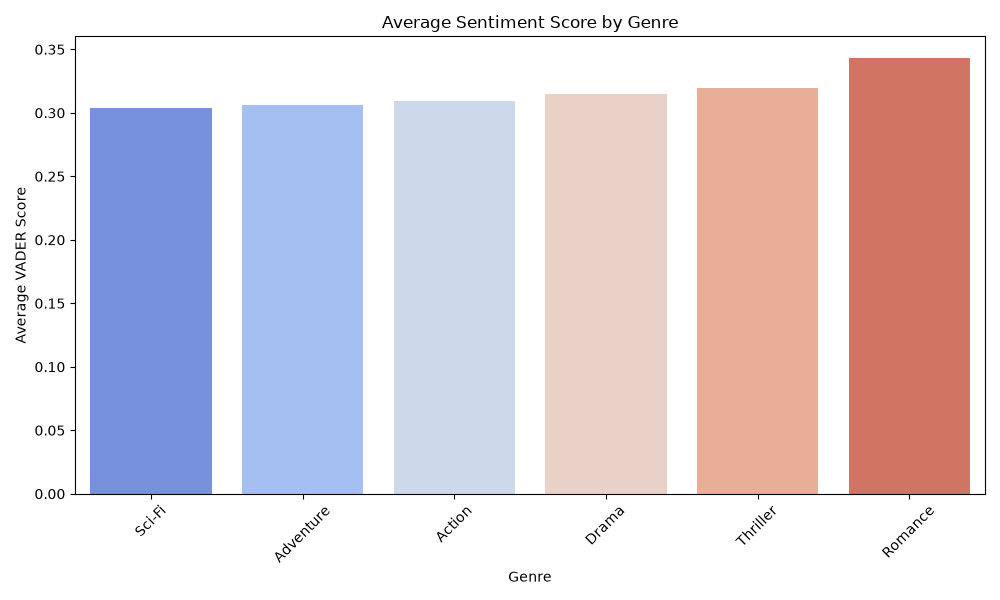 Average Sentiment Score by Genre
Average VADER Score
0.35
0.30
0.25
0.20
0.15
0.10
0.05
0.00
Sci-Fi
Adventure
Action
Drama
Thriller
Romance
Genre